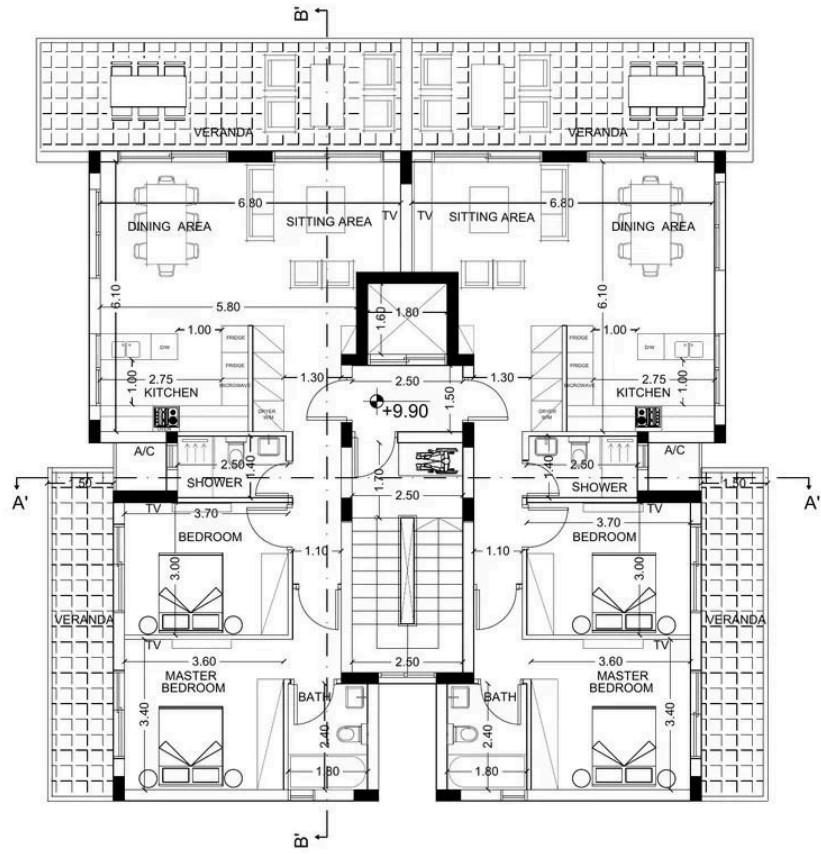 B'
VERANDA
VERANDA
6.80
SITTING AREA
TV
TV
SITTING AREA
6.80
DINING AREA
DINING AREA
6.10
5.80
1.60
1.80
6.10
1.00
FRIDGE
D/W
FRIDGE
MICROWAVE
1.00
2.75
KITCHEN
OVEN
DRYER
W/M
1.30
2.50
1.50
+9.90
1.30
1.00
FRIDGE
D/W
FRIDGE
MICROWAVE
2.75
1.00
KITCHEN
DRYER
W/M
A/C
2.50
1.40
SHOWER
1.70
2.50
1.40
2.50
SHOWER
A/C
A'
.50
1.50
A'
TV
3.70
BEDROOM
3.00
1.10
1.10
TV
3.70
BEDROOM
3.00
VERANDA
VERANDA
TV
3.60
MASTER
BEDROOM
3.40
2.50
TV
3.60
MASTER
BEDROOM
3.40
BATH
2.40
1.80
BATH
2.40
1.80
B'